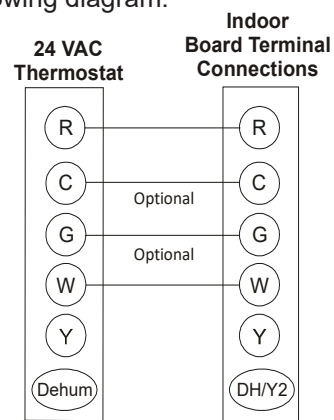 owing diagram:
24 VAC
Thermostat
Indoor
Board Terminal
Connections
R
R
C
C
Optional
G
G
Optional
W
W
Y
Y
Dehum
DH/Y2